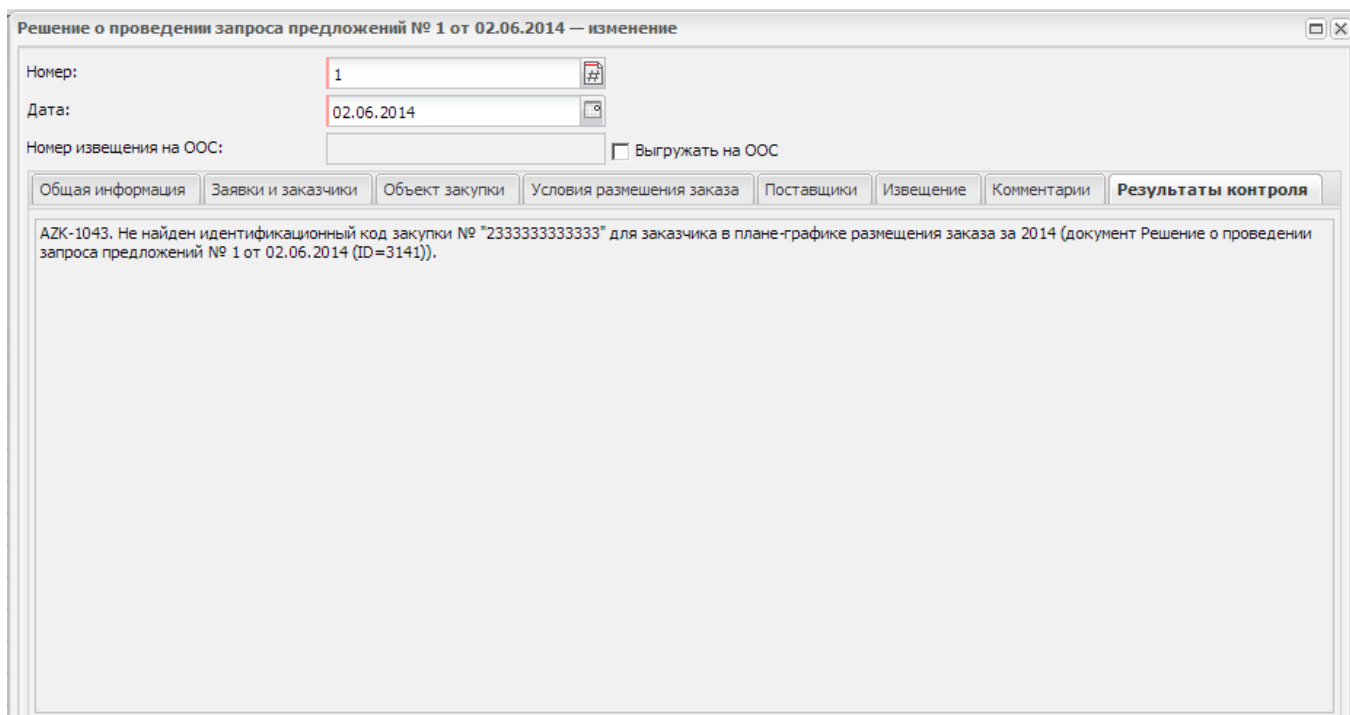 Решение о проведении запроса предложений № 1 от 02.06.2014 — изменение
Номер: 1
Дата: 02.06.2014
Номер извещения на ООС: Выгружать на ООС
Общая информация Заявки и заказчики Объект закупки Условия размешения заказа Поставщики Извещение Комментарии Результаты контроля
AZK-1043. Не найден идентификационный код закупки № "2333333333333" для заказчика в плане-графике размещения заказа за 2014 (документ Решение о проведении
запроса предложений № 1 от 02.06.2014 (ID=3141)).